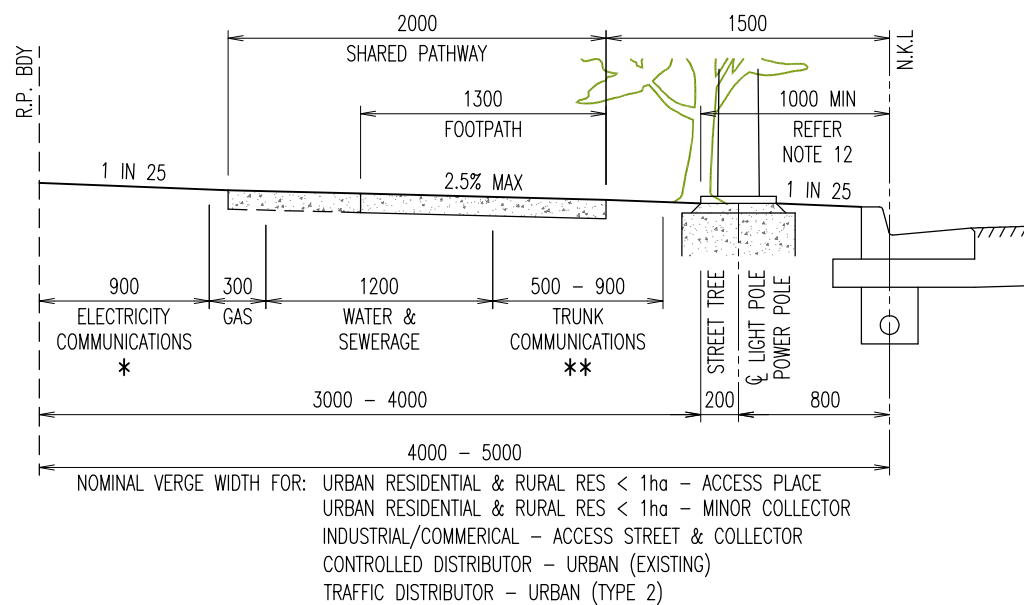 2000
1500
R.P. BDY
SHARED PATHWAY
N.K.L
1300
1000 MIN
FOOTPATH
REFER
NOTE 12
1 IN 25
2.5% MAX
1 IN 25
900
300
1200
500 – 900
ELECTRICITY
COMMUNICATIONS
*
GAS
WATER &
SEWERAGE
TRUNK
COMMUNICATIONS
**
STREET TREE
℄ LIGHT POLE
POWER POLE
3000 – 4000
200
800
4000 – 5000
NOMINAL VERGE WIDTH FOR: URBAN RESIDENTIAL & RURAL RES < 1ha – ACCESS PLACE
URBAN RESIDENTIAL & RURAL RES < 1ha – MINOR COLLECTOR
INDUSTRIAL/COMMERICAL – ACCESS STREET & COLLECTOR
CONTROLLED DISTRIBUTOR – URBAN (EXISTING)
TRAFFIC DISTRIBUTOR – URBAN (TYPE 2)